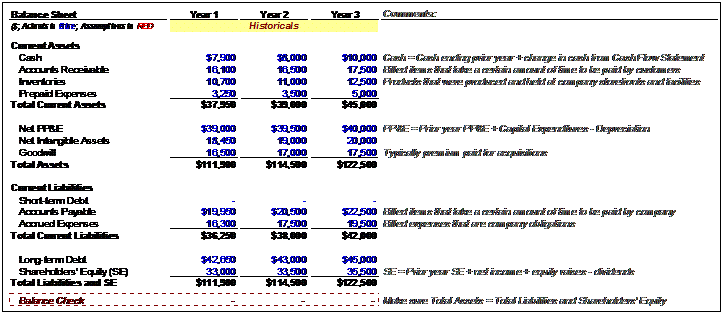 Balance Sheet Year 1 Year 2 Year 3 Comments:
($; Actuals in Blue; Assumptions in RED Historicals
Current Assets
Cash $7,900 $8,000 $10,000 Cash = Cash ending prior year + change in cash from Cash Flow Statement
Accounts Receivable 16,100 16,500 17,500 Billed items that take a certain amount of time to be paid by customers
Inventories 10,700 11,000 12,500 Products that were produced and held at company storefronts and facilities
Prepaid Expenses 3,250 3,500 5,000
Total Current Assets $37,950 $39,000 $45,000
Net PP&E $39,000 $39,500 $40,000 PP&E = Prior year PP&E + Capital Expenditures - Depreciation
Net Intangible Assets 18,450 19,000 20,000
Goodwill 16,500 17,000 17,500 Typically premium paid for acquisitions
Total Assets $111,900 $114,500 $122,500
Current Liabilities
Short-term Debt - - -
Accounts Payable $19,950 $20,500 $22,500 Billed items that take a certain amount of time to be paid by company
Accrued Expenses 16,300 17,500 19,500 Billed expenses that are company obligations
Total Current Liabilities $36,250 $38,000 $42,000
Long-term Debt $42,650 $43,000 $45,000
Shareholders' Equity (SE) 33,000 33,500 35,500 SE = Prior year SE + net income + equity raises - dividends
Total Liabilities and SE $111,900 $114,500 $122,500
Balance Check - - - Make sure Total Assets = Total Liabilities and Shareholders' Equity